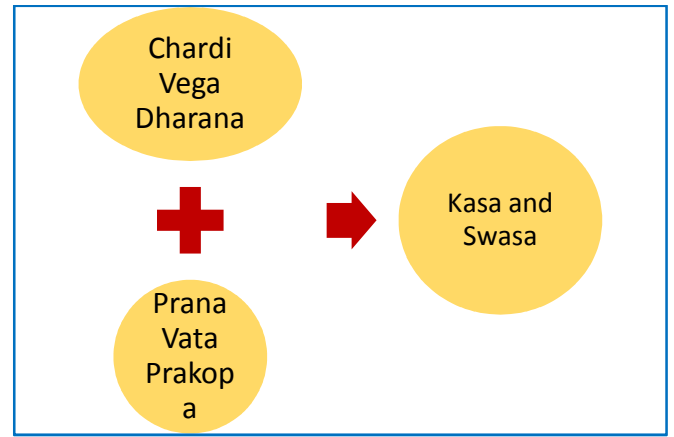 Chardi
Vega
Dharana
Kasa and
Swasa
Prana
Vata
Prakop
a